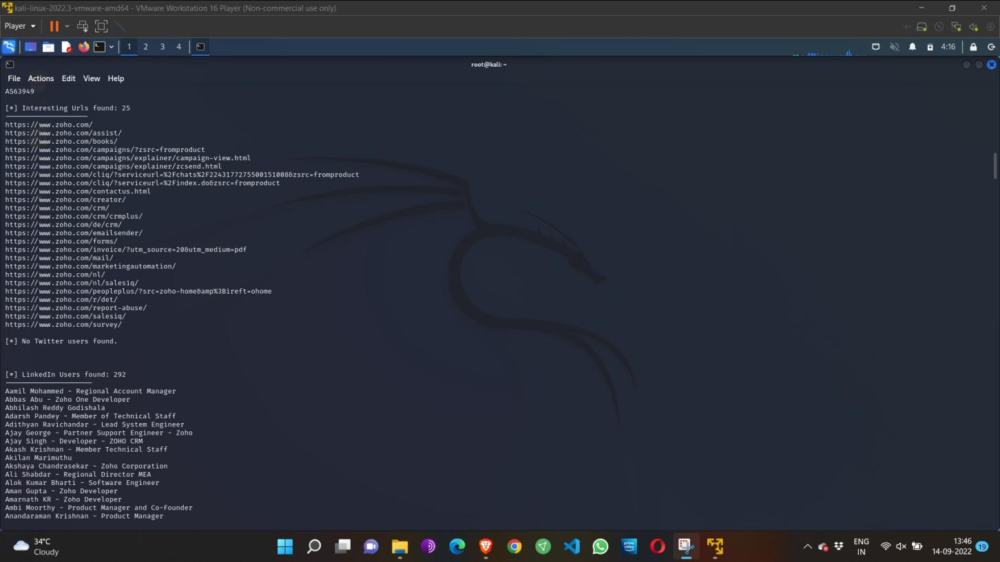 kali-linux-2022.3-vmware-amd64 - VMware Workstation 16 Player (Non-commercial use only)
Player
1 2 3 4
4:16
root@kali: ~
File Actions Edit View Help
AS63949
[*] Interesting Urls found: 25
https://www.zoho.com/
https://www.zoho.com/assist/
https://www.zoho.com/books/
https://www.zoho.com/campaigns/?zsrc=fromproduct
https://www.zoho.com/campaigns/explainer/campaign-view.html
https://www.zoho.com/campaigns/explainer/zcsend.html
https://www.zoho.com/cliq/?serviceurl=%2Fchats%2F2243177275500151008&zsrc=fromproduct
https://www.zoho.com/cliq/?serviceurl=%2Findex.do&zsrc=fromproduct
https://www.zoho.com/contactus.html
https://www.zoho.com/creator/
https://www.zoho.com/crm/
https://www.zoho.com/crm/crmplus/
https://www.zoho.com/de/crm/
https://www.zoho.com/emailsender/
https://www.zoho.com/forms/
https://www.zoho.com/invoice/?utm_source=20&utm_medium=pdf
https://www.zoho.com/mail/
https://www.zoho.com/marketingautomation/
https://www.zoho.com/nl/
https://www.zoho.com/nl/salesiq/
https://www.zoho.com/peopleplus/?src=zoho-home&amp%3Bireft=ohome
https://www.zoho.com/r/det/
https://www.zoho.com/report-abuse/
https://www.zoho.com/salesiq/
https://www.zoho.com/survey/
[*] No Twitter users found.
[*] LinkedIn Users found: 292
Aamil Mohammed - Regional Account Manager
Abbas Abu - Zoho One Developer
Abhilash Reddy Godishala
Adarsh Pandey - Member of Technical Staff
Adithyan Ravichandar - Lead System Engineer
Ajay George - Partner Support Engineer - Zoho
Ajay Singh - Developer - ZOHO CRM
Akash Krishnan - Member Technical Staff
Akilan Marimuthu
Akshaya Chandrasekar - Zoho Corporation
Ali Shabdar - Regional Director MEA
Alok Kumar Bharti - Software Engineer
Aman Gupta - Zoho Developer
Amarnath KR - Zoho Developer
Ambi Moorthy - Product Manager and Co-Founder
Anandaraman Krishnan - Product Manager
34°C
Cloudy
prime video
ENG
IN
13:46
14-09-2022
19